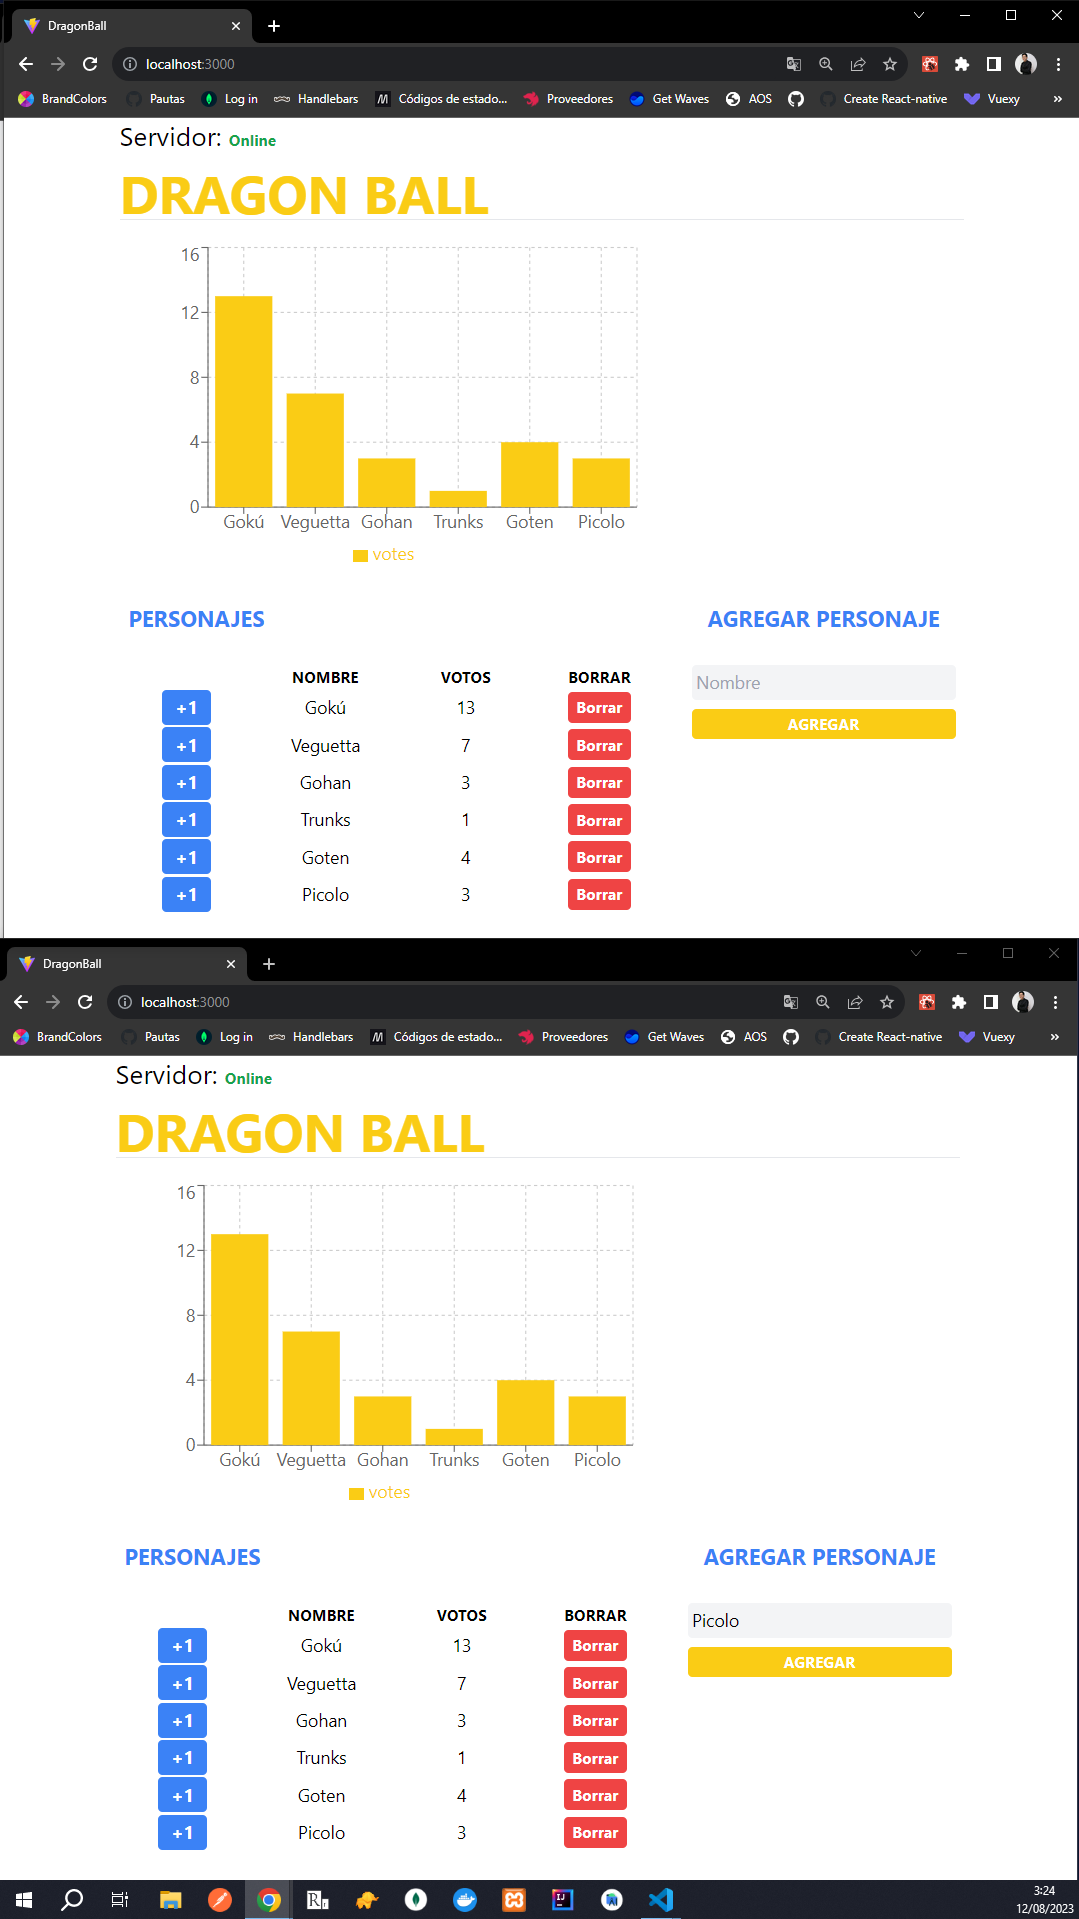 DragonBall
localhost:3000
BrandColors Pautas Log in Handlebars M Códigos de estado... Proveedores Get Waves AOS Create React-native Vuexy »
Servidor: Online
DRAGON BALL
16
12
8
4
0
Gokú Veguetta Gohan Trunks Goten Picolo
votes
PERSONAJES
NOMBRE VOTOS BORRAR
+1 Gokú 13 Borrar
+1 Veguetta 7 Borrar
+1 Gohan 3 Borrar
+1 Trunks 1 Borrar
+1 Goten 4 Borrar
+1 Picolo 3 Borrar
AGREGAR PERSONAJE
Nombre
AGREGAR
DragonBall
localhost:3000
BrandColors Pautas Log in Handlebars M Códigos de estado... Proveedores Get Waves AOS Create React-native Vuexy »
Servidor: Online
DRAGON BALL
16
12
8
4
0
Gokú Veguetta Gohan Trunks Goten Picolo
votes
PERSONAJES
NOMBRE VOTOS BORRAR
+1 Gokú 13 Borrar
+1 Veguetta 7 Borrar
+1 Gohan 3 Borrar
+1 Trunks 1 Borrar
+1 Goten 4 Borrar
+1 Picolo 3 Borrar
AGREGAR PERSONAJE
Picolo
AGREGAR
IJ
3:24
12/08/2023